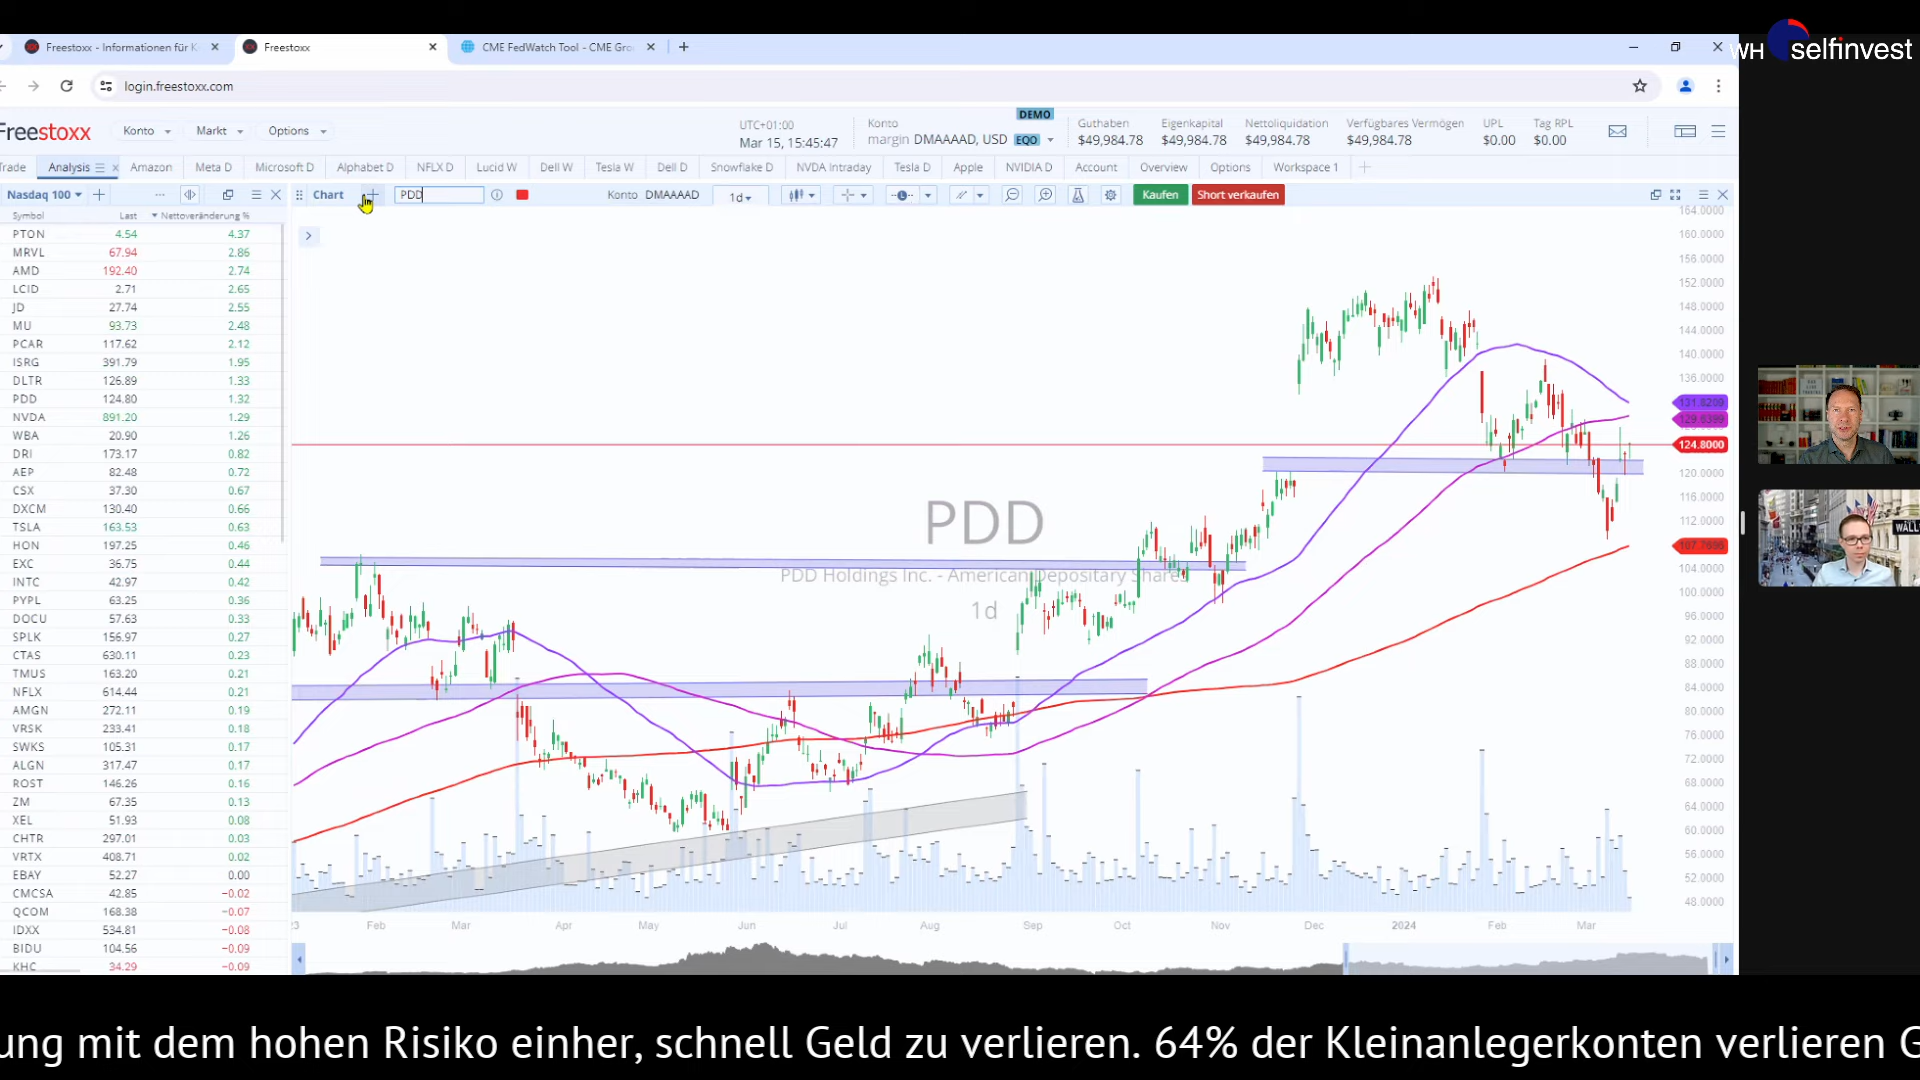 Freestoxx - Informationen für K
Freestoxx
CME FedWatch Tool - CME Gro
WH selfinvest
login.freestoxx.com
Freestoxx
Konto
Markt
Options
UTC+01:00
Mar 15, 15:45:47
Konto
DEMO
margin DMAAAAD, USD EQO
Guthaben
$49,984.78
Eigenkapital
$49,984.78
Nettoliquidation
$49,984.78
Verfügbares Vermögen
$49,984.78
UPL
$0.00
Tag RPL
$0.00
Trade Analysis Amazon Meta D Microsoft D Alphabet D NFLX D Lucid W Dell W Tesla W Dell D Snowflake D NVDA Intraday Tesla D Apple NVIDIA D Account Overview Options Workspace 1
Nasdaq 100
Chart PDD Konto DMAAAAD 1d Kaufen Short verkaufen
Symbol Last Nettoveränderung %
PTON 4.54 4.37
MRVL 67.94 2.86
AMD 192.40 2.74
LCID 2.71 2.65
JD 27.74 2.55
MU 93.73 2.48
PCAR 117.62 2.12
ISRG 391.79 1.95
DLTR 126.89 1.33
PDD 124.80 1.32
NVDA 891.20 1.29
WBA 20.90 1.26
DRI 173.17 0.82
AEP 82.48 0.72
CSX 37.30 0.67
DXCM 130.40 0.66
TSLA 163.53 0.63
HON 197.25 0.46
EXC 36.75 0.44
INTC 42.97 0.42
PYPL 63.25 0.36
DOCU 57.63 0.33
SPLK 156.97 0.27
CTAS 630.11 0.23
TMUS 163.20 0.21
NFLX 614.44 0.21
AMGN 272.11 0.19
VRSK 233.41 0.18
SWKS 105.31 0.17
ALGN 317.47 0.17
ROST 146.26 0.16
ZM 67.35 0.13
XEL 51.93 0.08
CHTR 297.01 0.03
VRTX 408.71 0.02
EBAY 52.27 0.00
CMCSA 42.85 −0.02
QCOM 168.38 −0.07
IDXX 534.81 −0.08
BIDU 104.56 −0.09
KHC 34.29 −0.09
PDD
PDD Holdings Inc. - American Depositary Shares
1d
164.0000
160.0000
156.0000
152.0000
148.0000
144.0000
140.0000
136.0000
131.8209
129.6399
124.8000
120.0000
116.0000
112.0000
104.0000
100.0000
96.0000
92.0000
88.0000
84.0000
80.0000
76.0000
72.0000
68.0000
64.0000
60.0000
56.0000
52.0000
48.0000
23 Feb Mar Apr May Jun Jul Aug Sep Oct Nov Dec 2024 Feb Mar
WALL
ung mit dem hohen Risiko einher, schnell Geld zu verlieren. 64% der Kleinanlegerkonten verlieren G